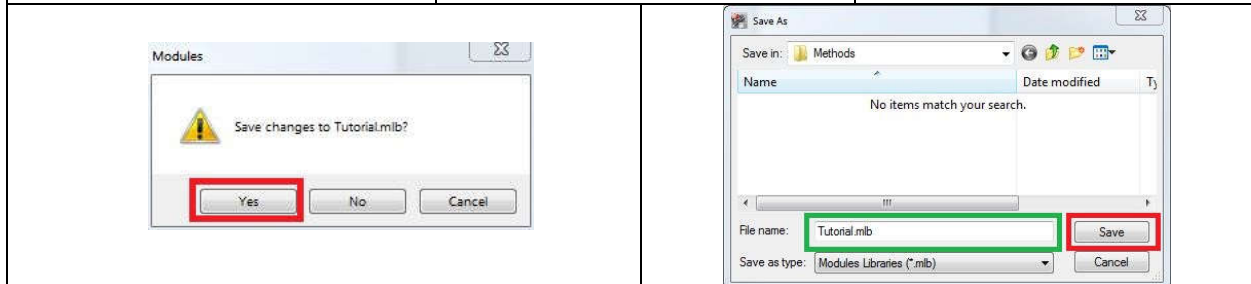 Modules
Save changes to Tutorial.mlb?
Yes No Cancel
Save As
Save in: Methods
Name Date modified Ty
No items match your search.
File name: Tutorial.mlb Save
Save as type: Modules Libraries (*.mlb) Cancel